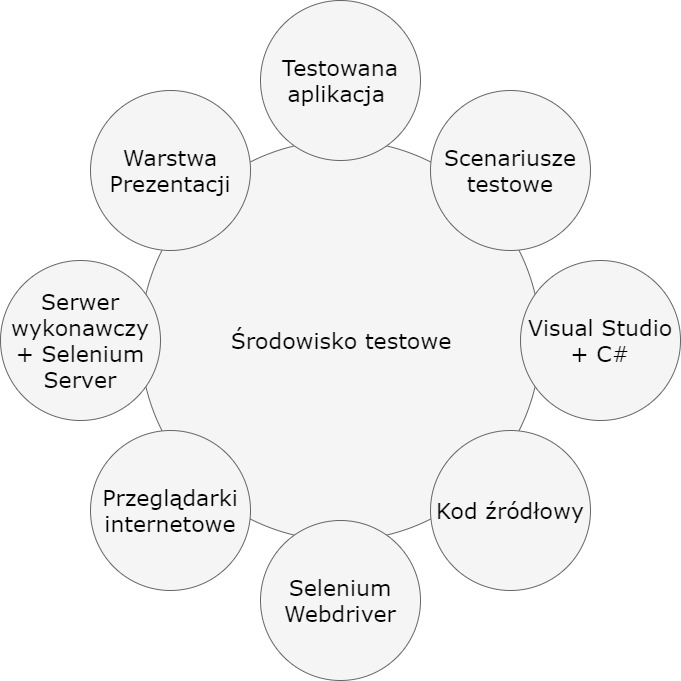 Testowana
aplikacja
Warstwa
Prezentacji
Scenariusze
testowe
Serwer
wykonawczy
+ Selenium
Server
Środowisko testowe
Visual Studio
+ C#
Przeglądarki
internetowe
Kod źródłowy
Selenium
Webdriver